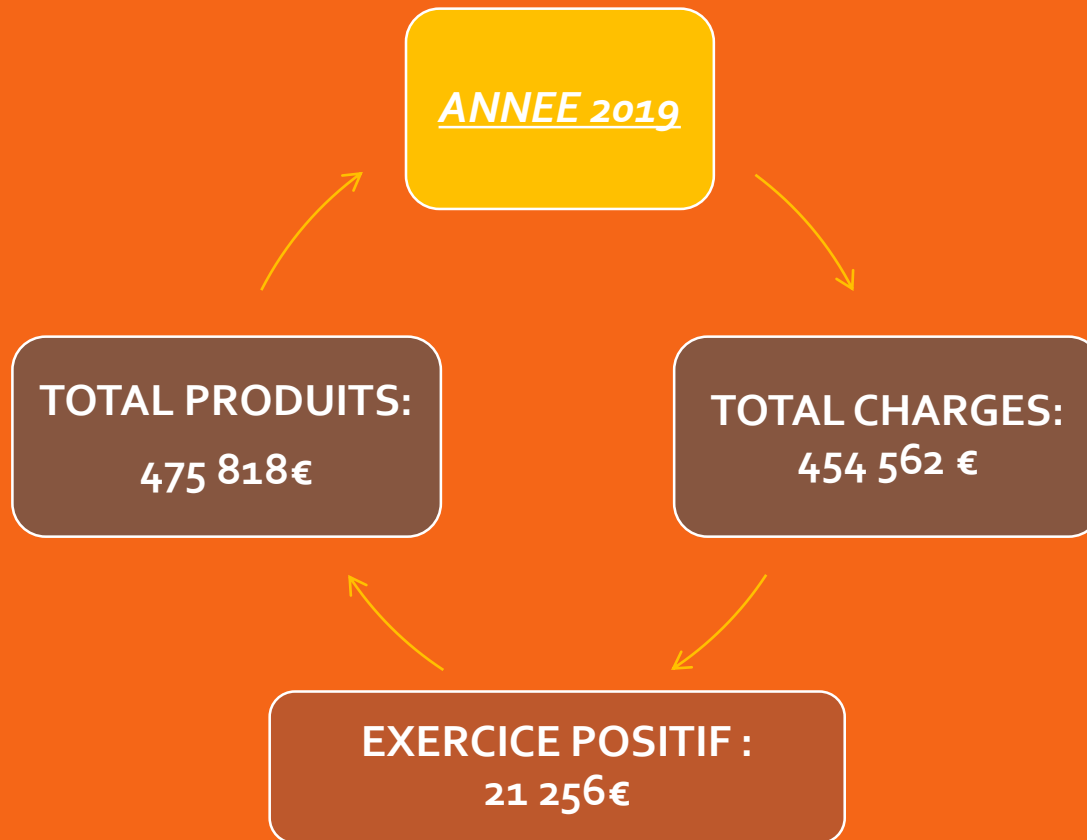 ANNEE 2019
TOTAL PRODUITS:
475 818€
TOTAL CHARGES:
454 562 €
EXERCICE POSITIF :
21 256€